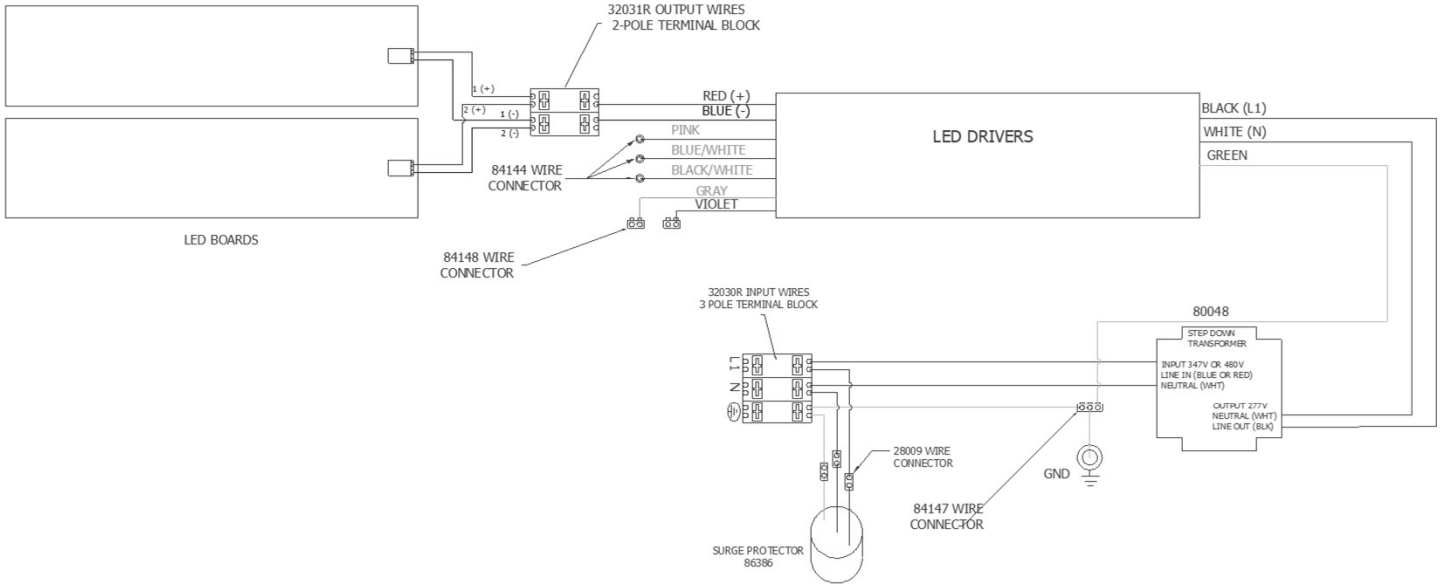 32031R OUTPUT WIRES
2-POLE TERMINAL BLOCK
1 (+)
2 (+)
1 (-)
2 (-)
RED (+)
BLUE (-)
PINK
BLUE/WHITE
BLACK/WHITE
GRAY
VIOLET
LED DRIVERS
BLACK (L1)
WHITE (N)
GREEN
84144 WIRE
CONNECTOR
LED BOARDS
84148 WIRE
CONNECTOR
32030R INPUT WIRES
3 POLE TERMINAL BLOCK
L1
N
80048
STEP DOWN
TRANSFORMER
INPUT 347V OR 480V
LINE IN (BLUE OR RED)
NEUTRAL (WHT)
OUTPUT 277V
NEUTRAL (WHT)
LINE OUT (BLK)
28009 WIRE
CONNECTOR
GND
84147 WIRE
CONNECTOR
SURGE PROTECTOR
86386